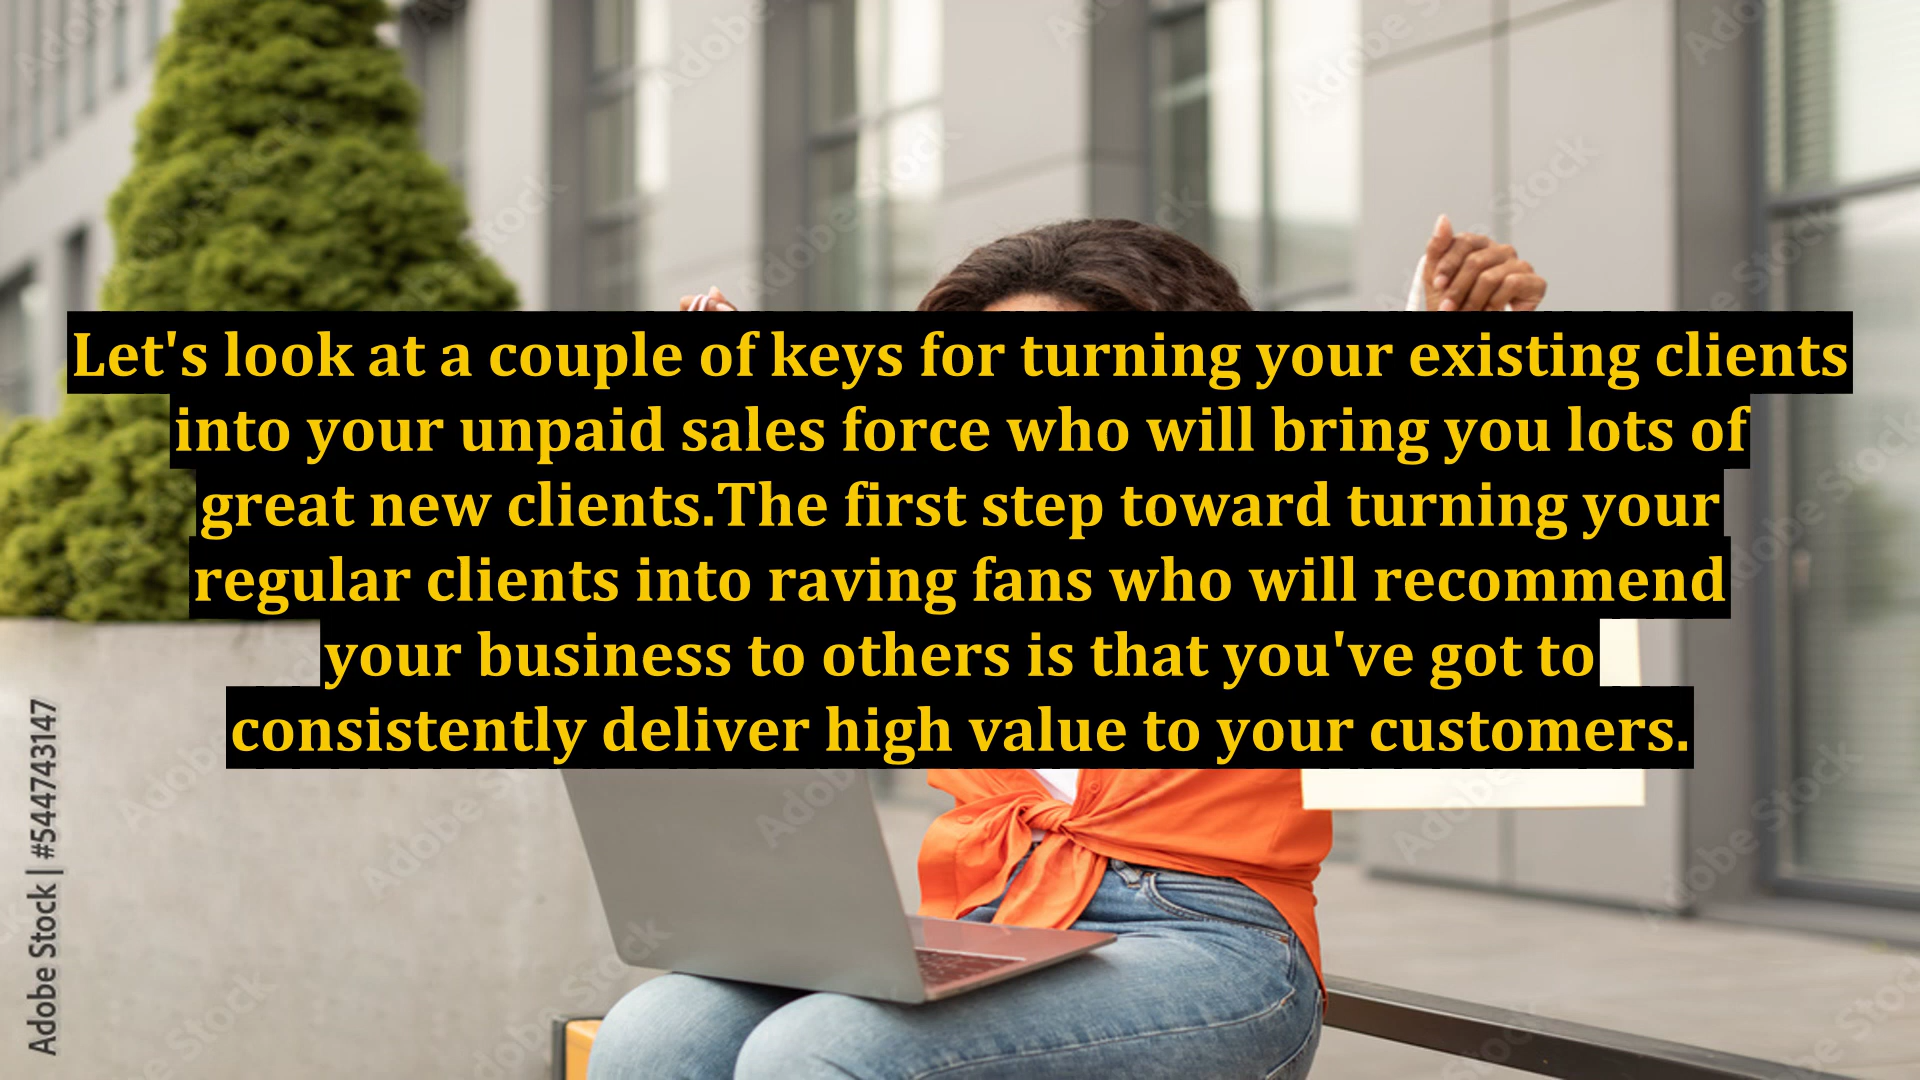 Let's look at a couple of keys for turning your existing clients
into your unpaid sales force who will bring you lots of
great new clients.The first step toward turning your
regular clients into raving fans who will recommend
your business to others is that you've got to
consistently deliver high value to your customers.
Adobe Stock | #544743147
Adobe Stock